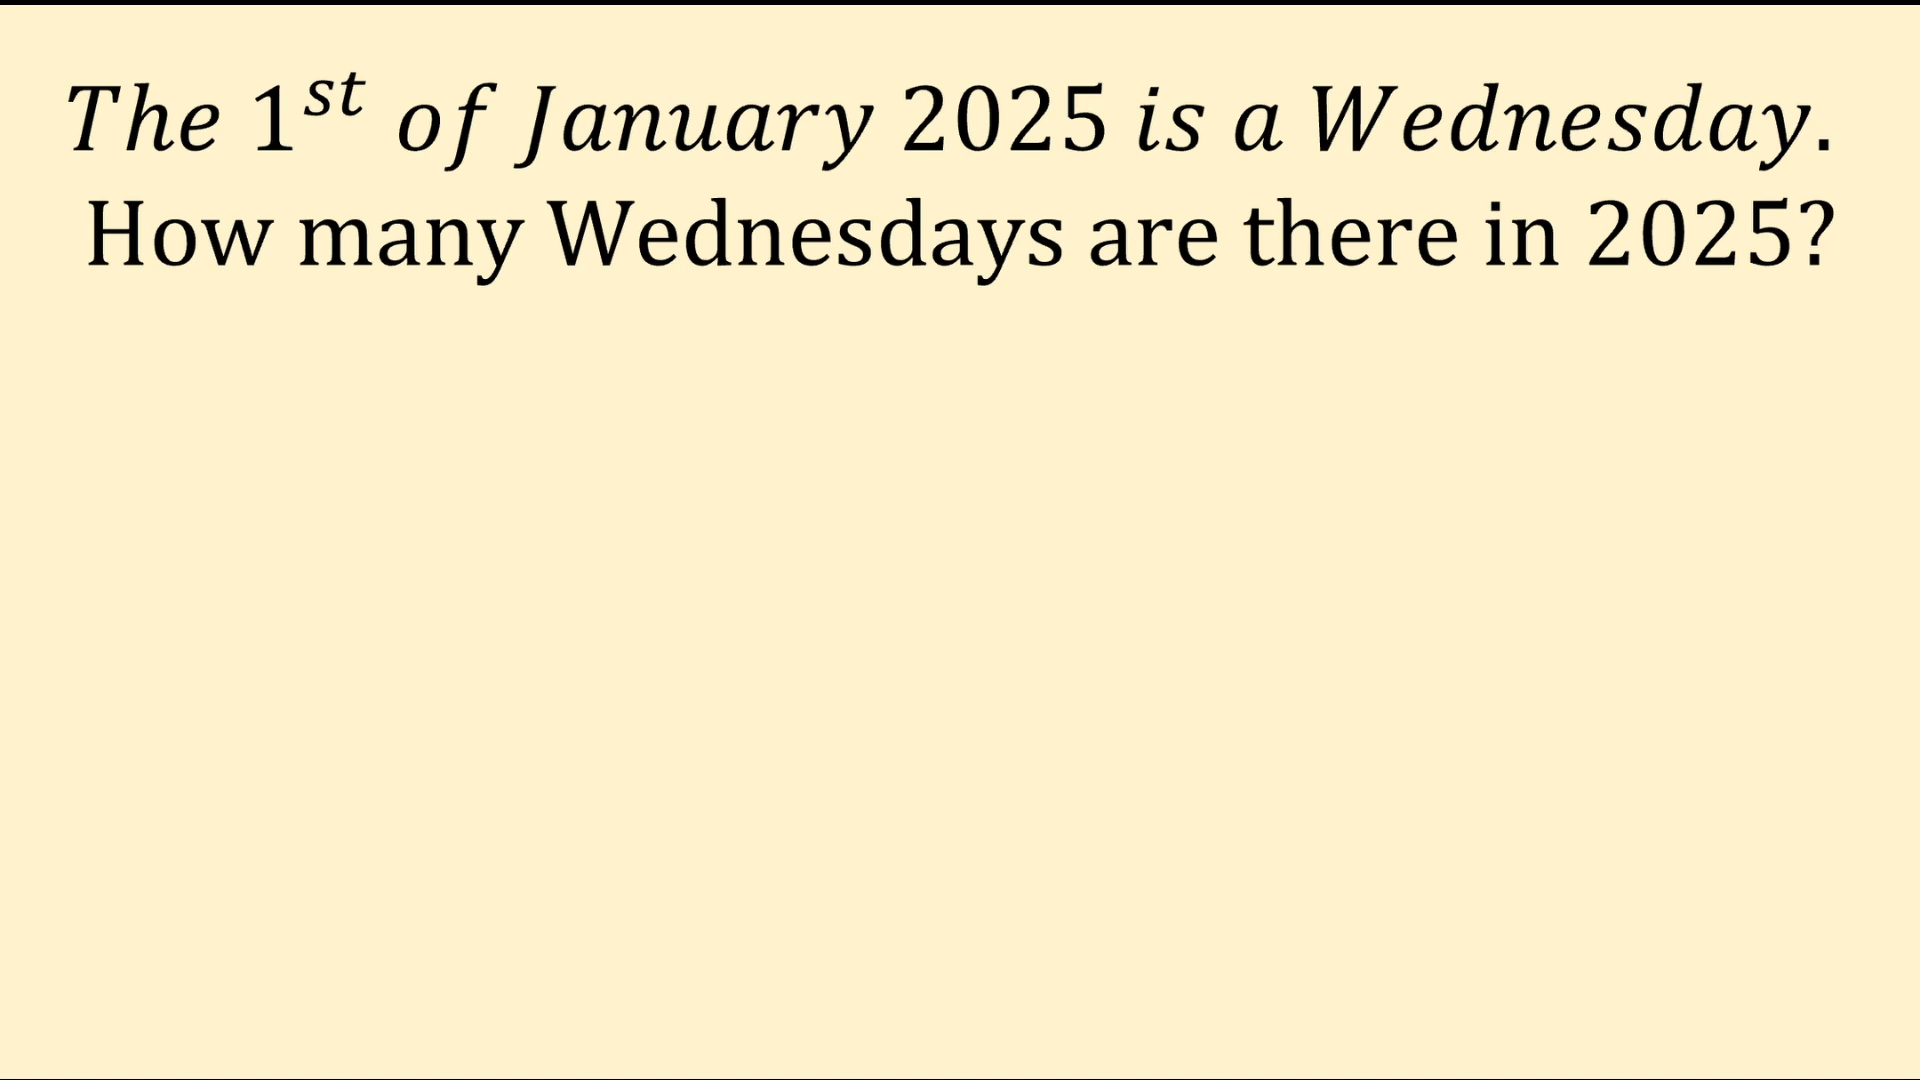 The 1st of January 2025 is a Wednesday.
How many Wednesdays are there in 2025?